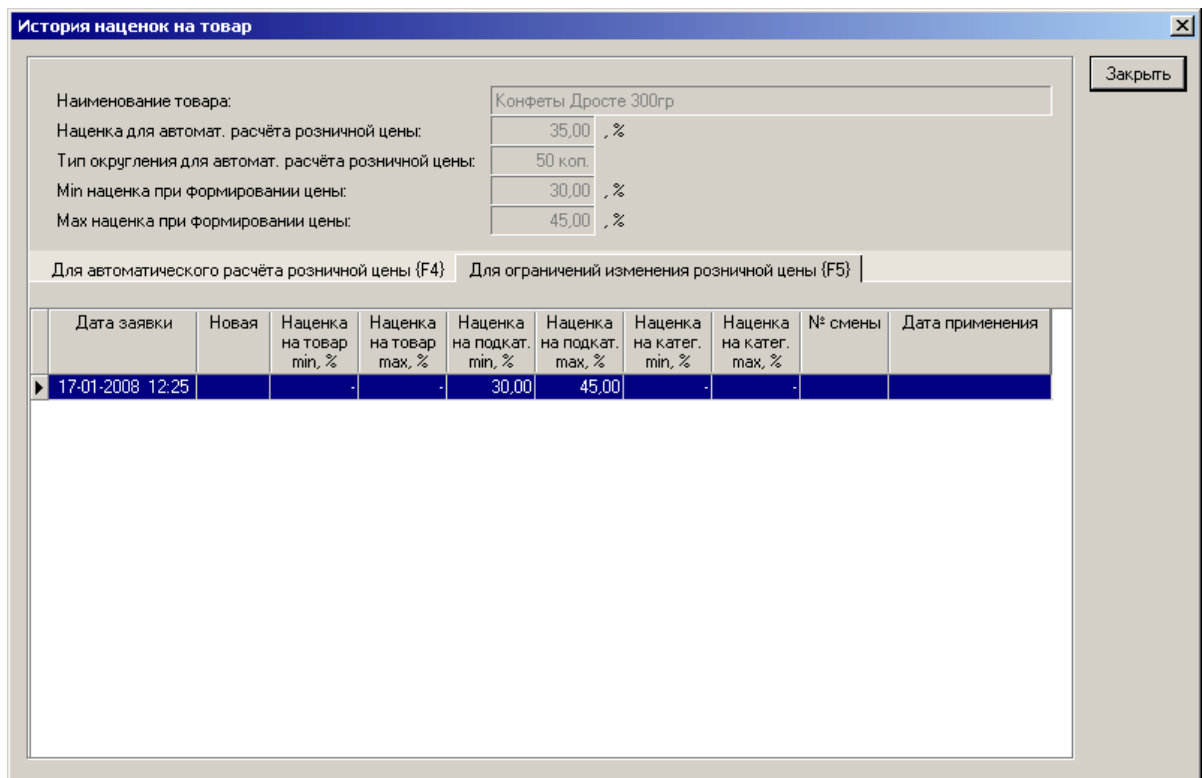 История наценок на товар
Закрыть
Наименование товара: Конфеты Дросте 300гр
Наценка для автомат. расчёта розничной цены: 35,00 , %
Тип округления для автомат. расчёта розничной цены: 50 коп.
Min наценка при формировании цены: 30,00 , %
Max наценка при формировании цены: 45,00 , %
Для автоматического расчёта розничной цены {F4} Для ограничений изменения розничной цены {F5}
Дата заявки Новая Наценка Наценка Наценка Наценка Наценка Наценка № смены Дата применения
на товар на товар на подкат. на подкат. на катег. на катег.
min, % max, % min, % max, % min, % max, %
17-01-2008 12:25 - - 30,00 45,00 - -